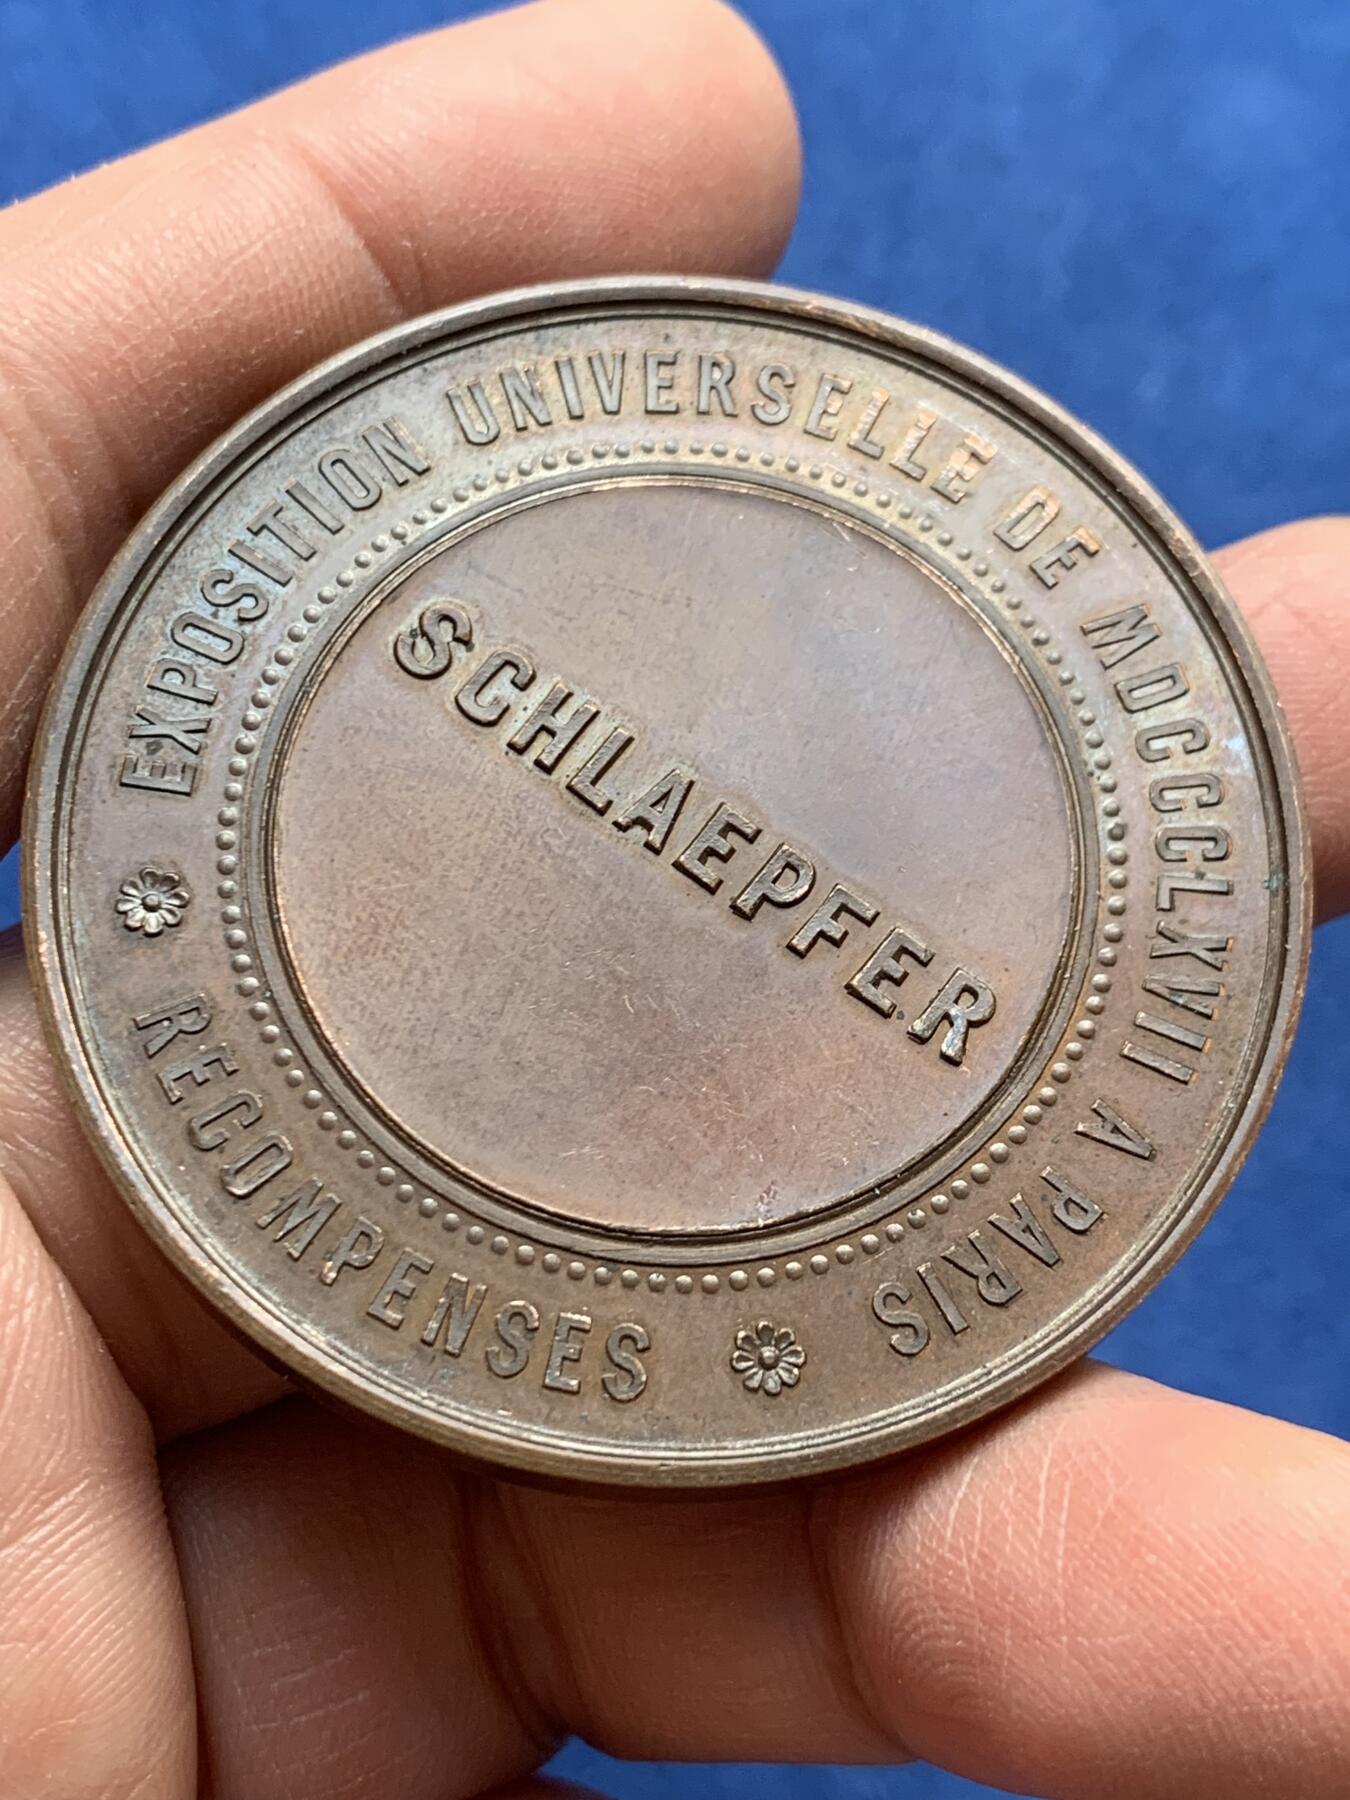 EXPOSITION UNIVERSELLE DE MDCCCLXVII A PARIS
SCHLAEPFER
RECOMPENSES